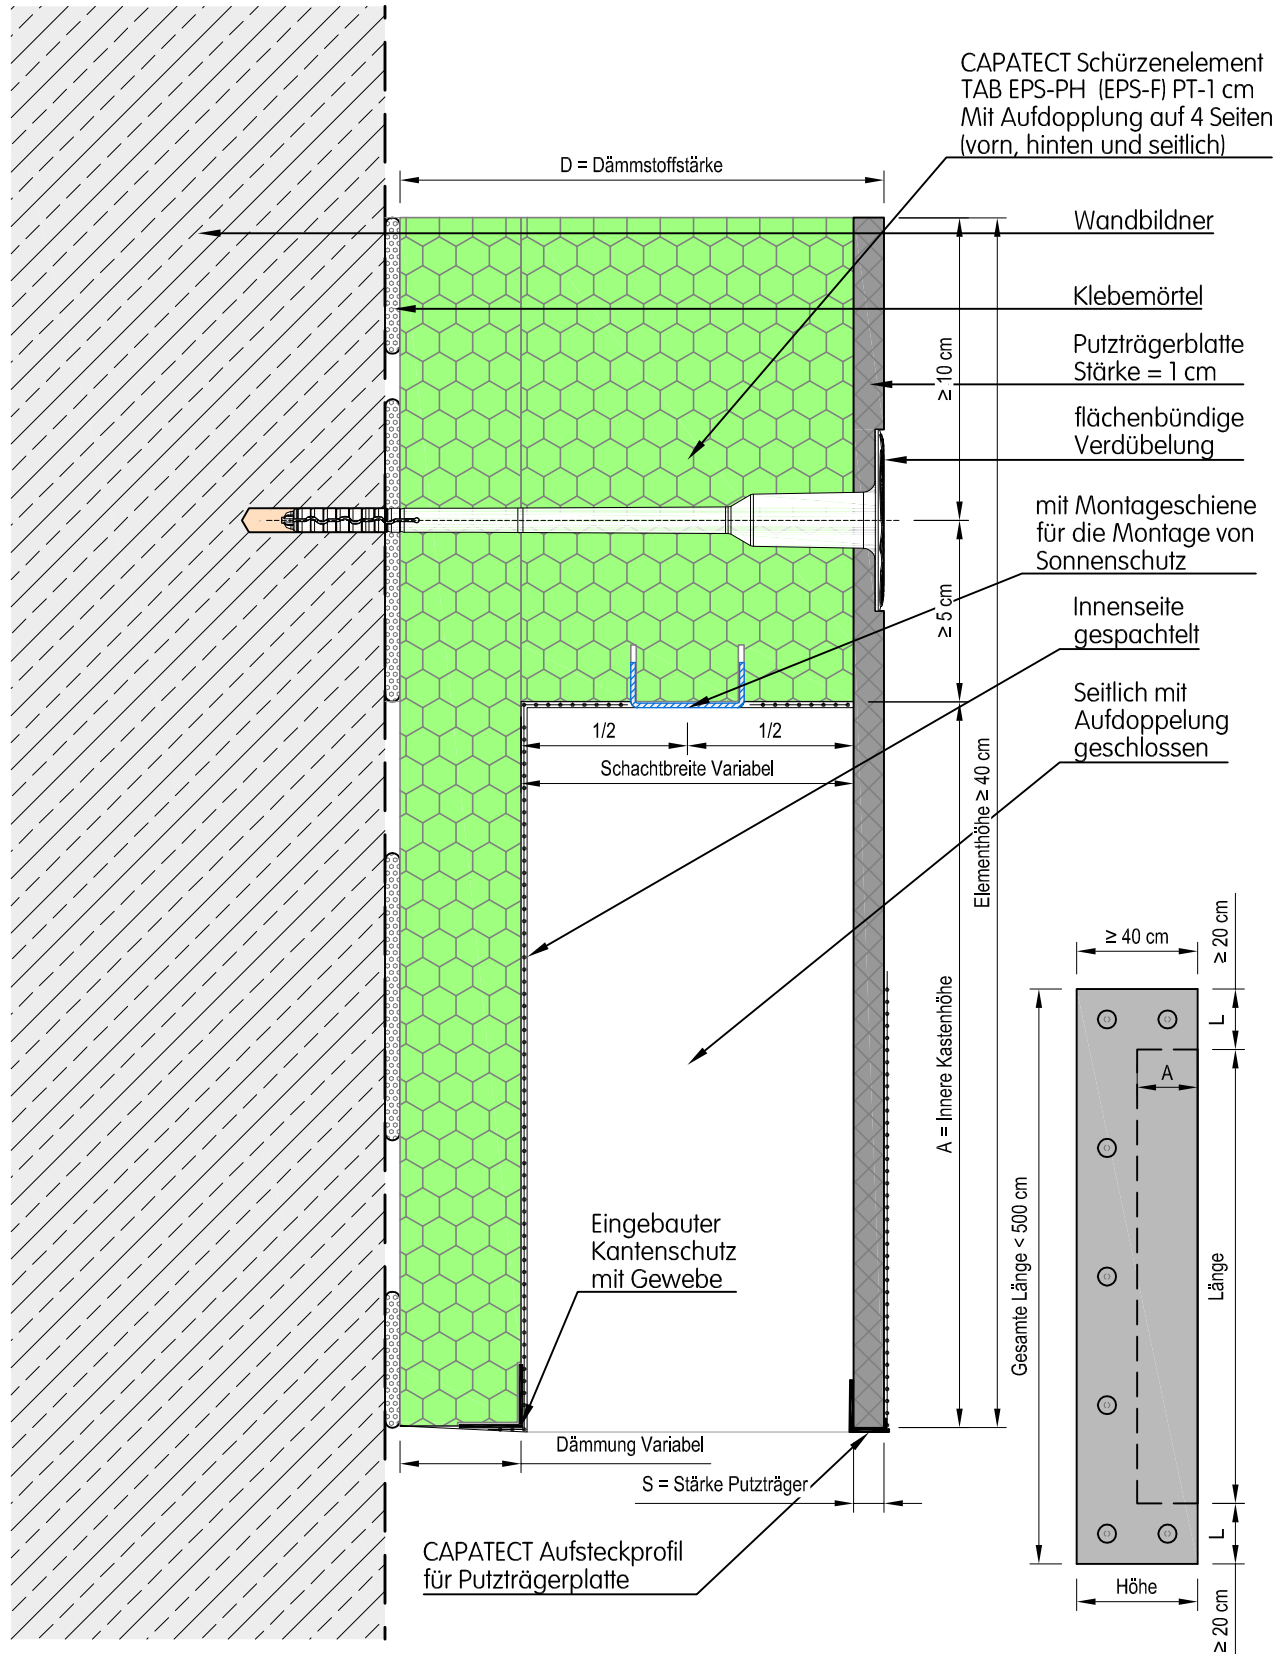 CAPATECT Schürzenelement
TAB EPS-PH (EPS-F) PT-1 cm
Mit Aufdopplung auf 4 Seiten
(vorn, hinten und seitlich)
D = Dämmstoffstärke
Wandbildner
Klebemörtel
Putzträgerblatte
Stärke = 1 cm
≥ 10 cm
flächenbündige
Verdübelung
mit Montageschiene
für die Montage von
Sonnenschutz
≥ 5 cm
Innenseite
gespachtelt
Seitlich mit
Aufdoppelung
geschlossen
1/2
1/2
Schachtbreite Variabel
Elementhöhe ≥ 40 cm
A = Innere Kastenhöhe
≥ 40 cm
≥ 20 cm
L
A
Gesamte Länge < 500 cm
Länge
L
Höhe
≥ 20 cm
Eingebauter
Kantenschutz
mit Gewebe
Dämmung Variabel
S = Stärke Putzträger
CAPATECT Aufsteckprofil
für Putzträgerplatte